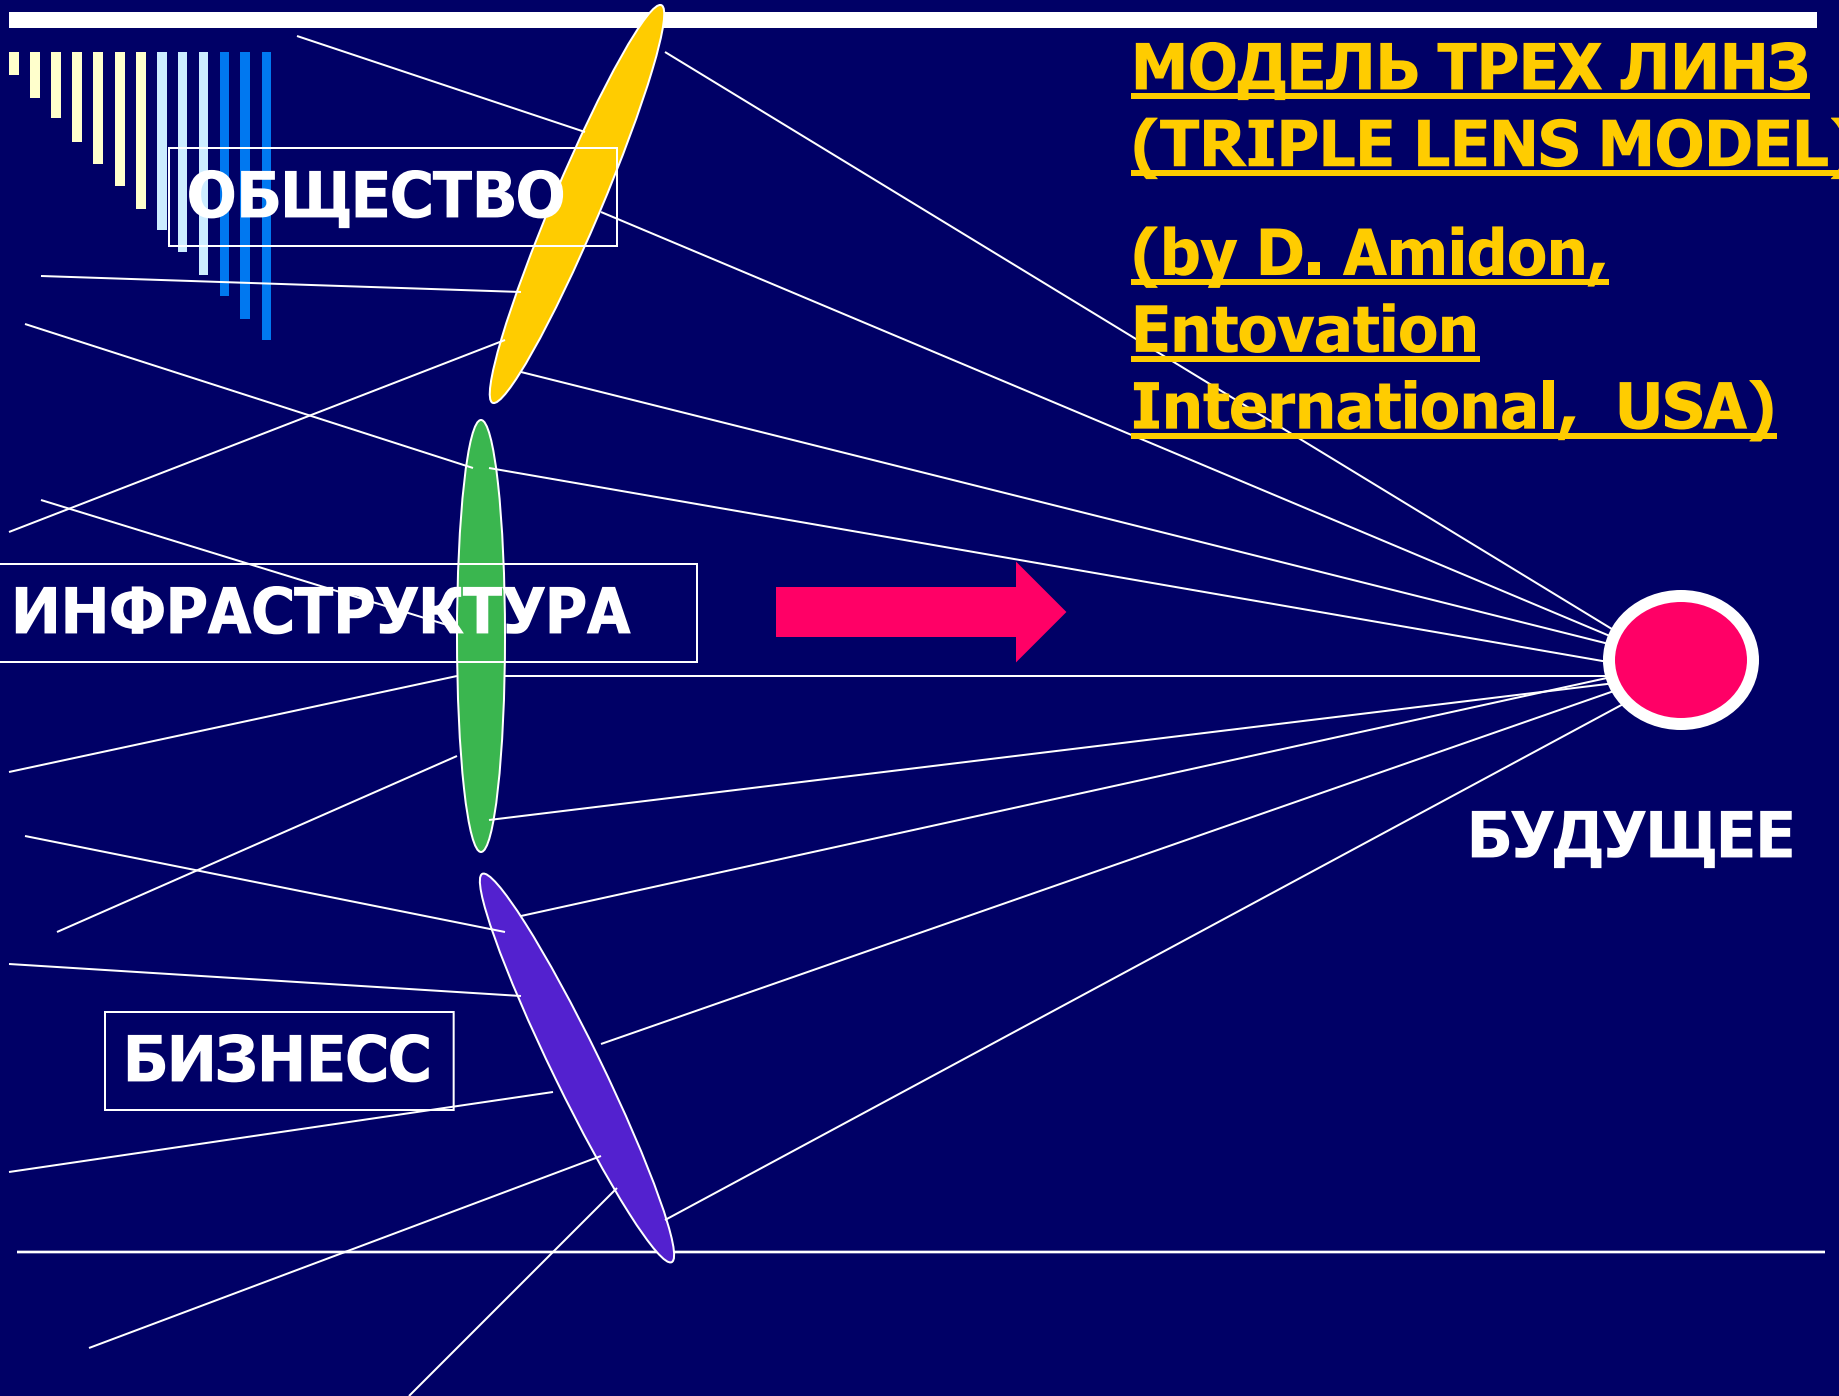 МОДЕЛЬ ТРЕХ ЛИНЗ
(TRIPLE LENS MODEL)
(by D. Amidon,
Entovation
International, USA)
ОБЩЕСТВО
ИНФРАСТРУКТУРА
БУДУЩЕЕ
БИЗНЕСС